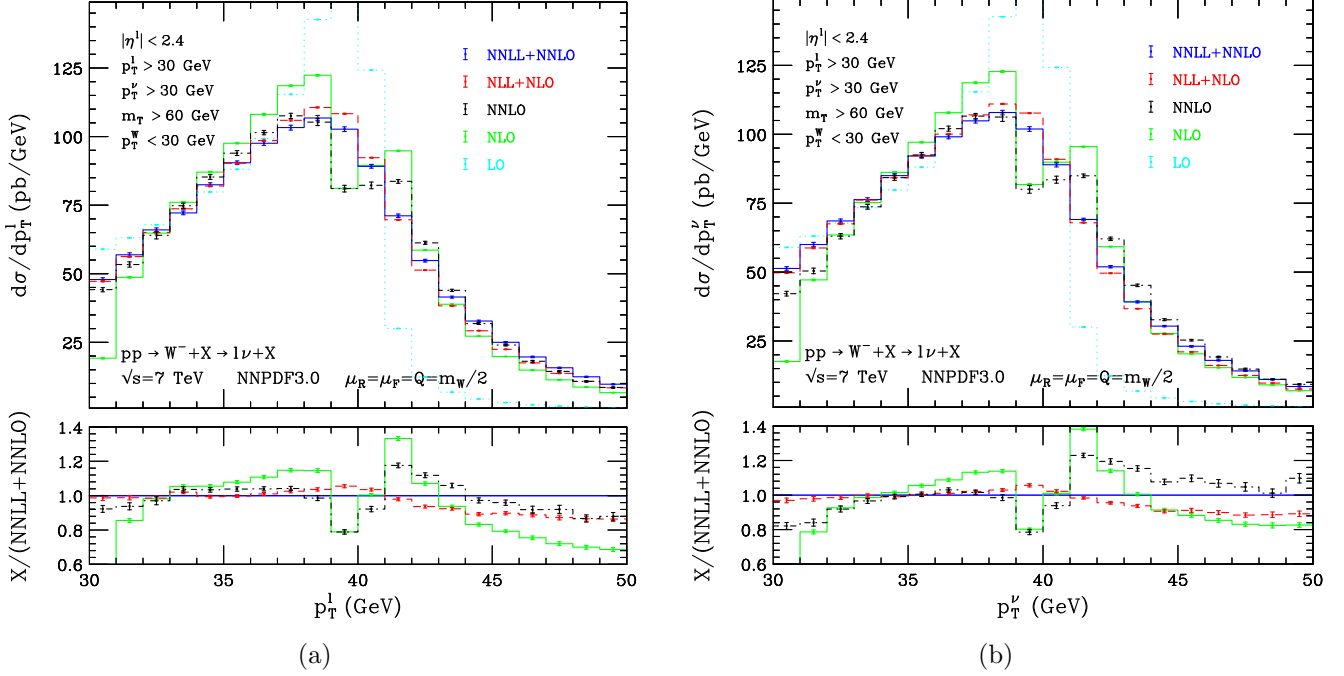 |η^l| < 2.4
p_T^l > 30 GeV
p_T^ν > 30 GeV
m_T > 60 GeV
p_T^W < 30 GeV
NNLL+NNLO
NLL+NLO
NNLO
NLO
LO
dσ/dp_T^l (pb/GeV)
125
100
75
50
25
pp → W^- +X → lν+X
√s=7 TeV NNPDF3.0 μ_R=μ_F=Q=m_W/2
X/(NNLL+NNLO)
1.4
1.2
1.0
0.8
0.6
30 35 40 45 50
p_T^l (GeV)
(a)
|η^l| < 2.4
p_T^l > 30 GeV
p_T^ν > 30 GeV
m_T > 60 GeV
p_T^W < 30 GeV
NNLL+NNLO
NLL+NLO
NNLO
NLO
LO
dσ/dp_T^ν (pb/GeV)
125
100
75
50
25
pp → W^- +X → lν+X
√s=7 TeV NNPDF3.0 μ_R=μ_F=Q=m_W/2
X/(NNLL+NNLO)
1.4
1.2
1.0
0.8
0.6
30 35 40 45 50
p_T^ν (GeV)
(b)